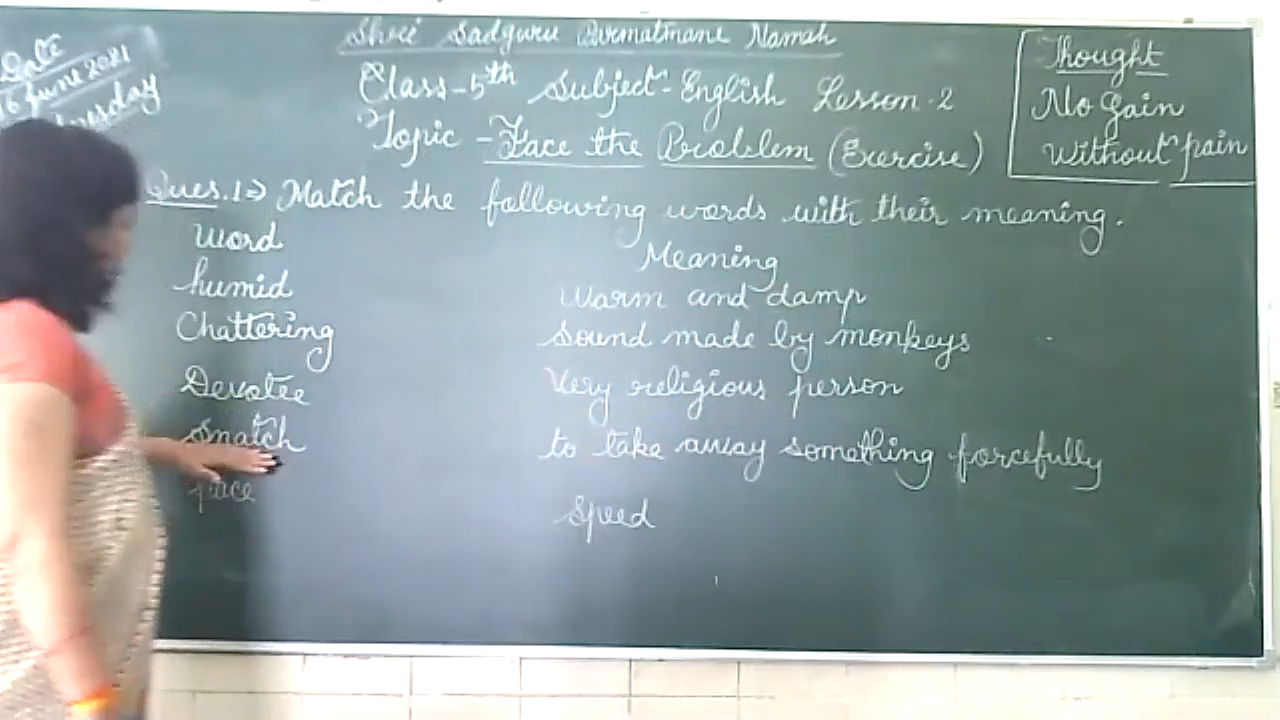 Shree Sadguru Parmatmane Namah
Date
16 June 2021
Class-5th Subject-English Lesson-2
Topic - Face the Problem (Exercise)
Thought
No Gain
without pain
Ques.1⇒ Match the following words with their meaning.
Word Meaning
humid warm and damp
Chattering Sound made by monkeys
Devotee Very religious person
Snatch to take away something forcefully
pace Speed